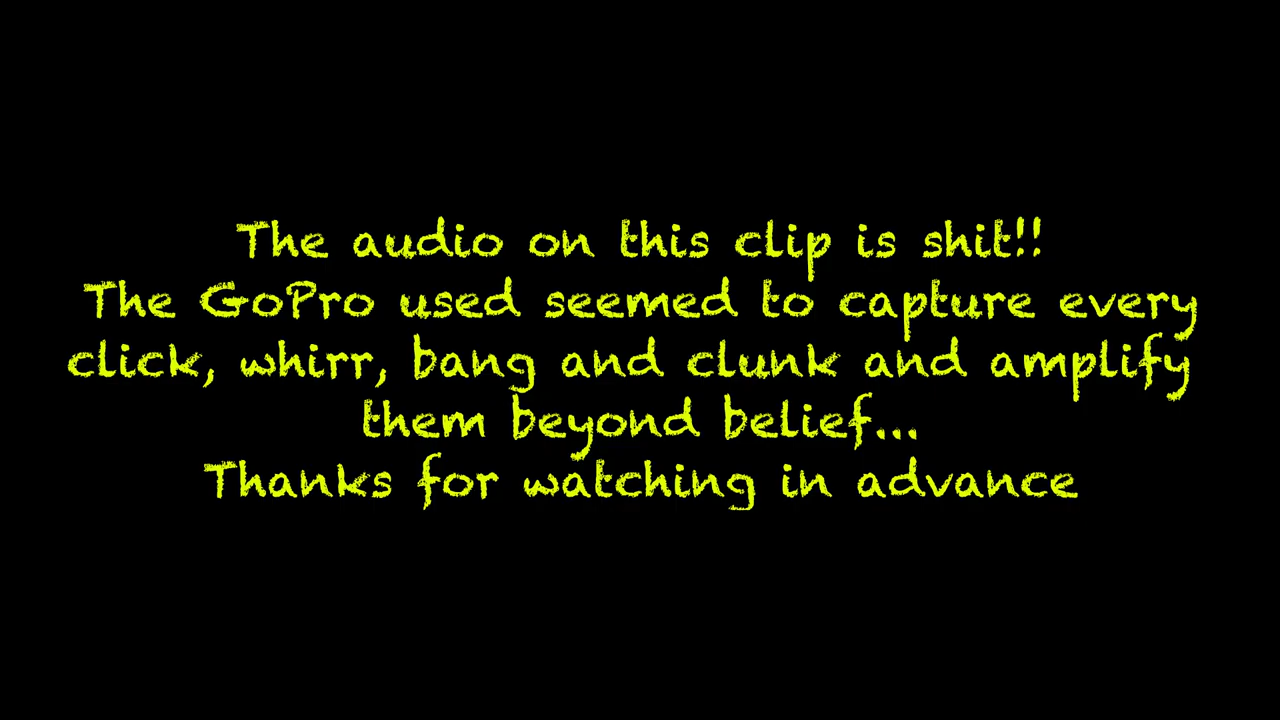 The audio on this clip is shit!!
The GoPro used seemed to capture every
click, whirr, bang and clunk and amplify
them beyond belief...
Thanks for watching in advance